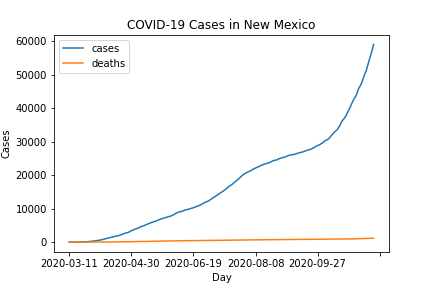 COVID-19 Cases in New Mexico
cases
deaths
60000
50000
40000
30000
20000
10000
0
Cases
2020-03-11 2020-04-30 2020-06-19 2020-08-08 2020-09-27
Day